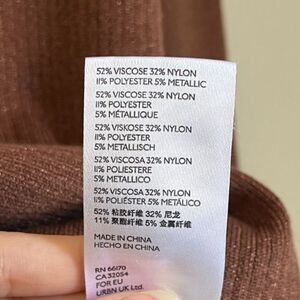 52% VISCOSE 32% NYLON
11% POLYESTER 5% METALLIC
52% VISCOSE 32% NYLON
11% POLYESTER
5% MÉTALLIQUE
52% VISKOSE 32% NYLON
11% POLYESTER
5% METALLISCH
52% VISCOSA 32% NYLON
11% POLIESTERE
5% METALLICO
52% VISCOSA 32% NYLON
11% POLIÉSTER 5% METÁLICO
52% 粘胶纤维 32% 尼龙
11% 聚酯纤维 5% 金属纤维
MADE IN CHINA
HECHO EN CHINA
RN 66170
CA 32054
FOR EU
URBN UK Ltd.